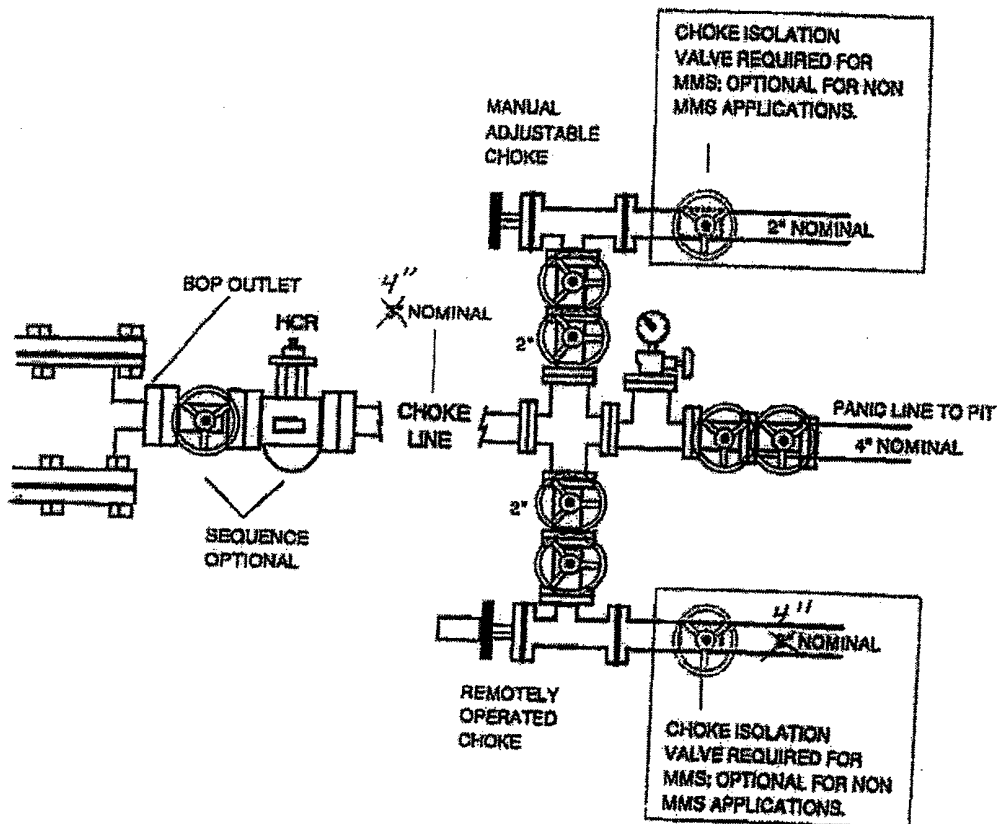 CHOKE ISOLATION
VALVE REQUIRED FOR
MMS; OPTIONAL FOR NON
MMS APPLICATIONS.
MANUAL
ADJUSTABLE
CHOKE
2" NOMINAL
BOP OUTLET
4"
3" NOMINAL
HCR
2"
CHOKE
LINE
PANIC LINE TO PIT
4" NOMINAL
2"
SEQUENCE
OPTIONAL
4"
NOMINAL
REMOTELY
OPERATED
CHOKE
CHOKE ISOLATION
VALVE REQUIRED FOR
MMS; OPTIONAL FOR NON
MMS APPLICATIONS.